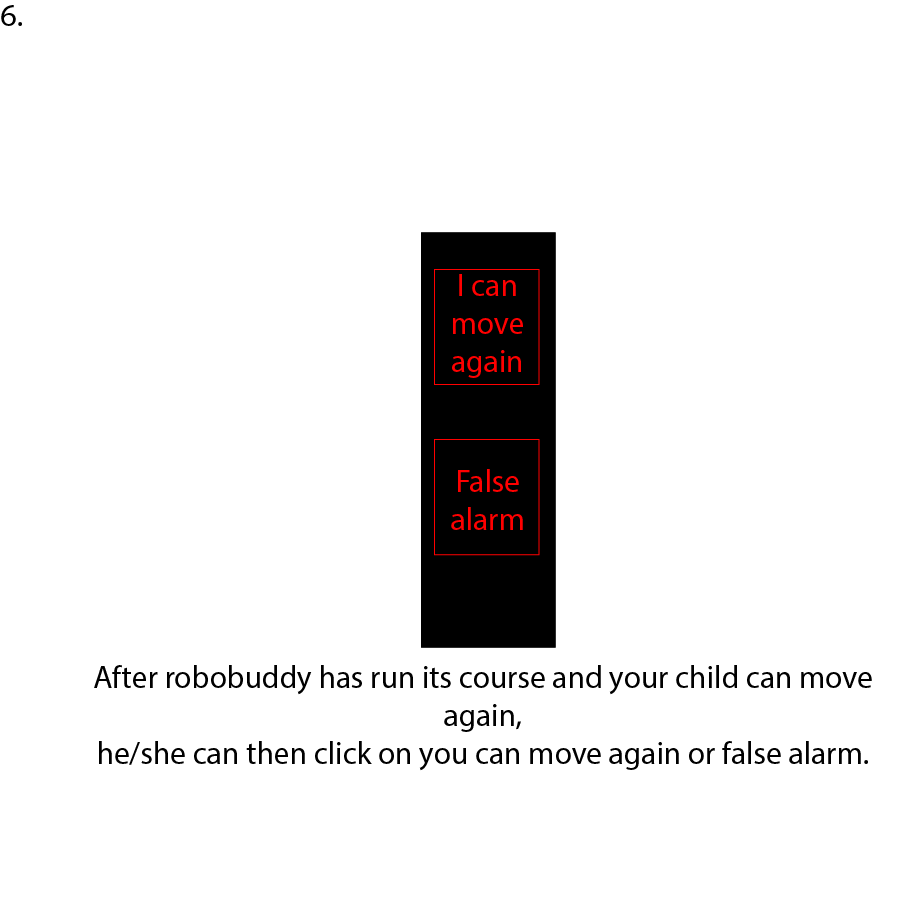 6.
I can
move
again
False
alarm
After robobuddy has run its course and your child can move
again,
he/she can then click on you can move again or false alarm.